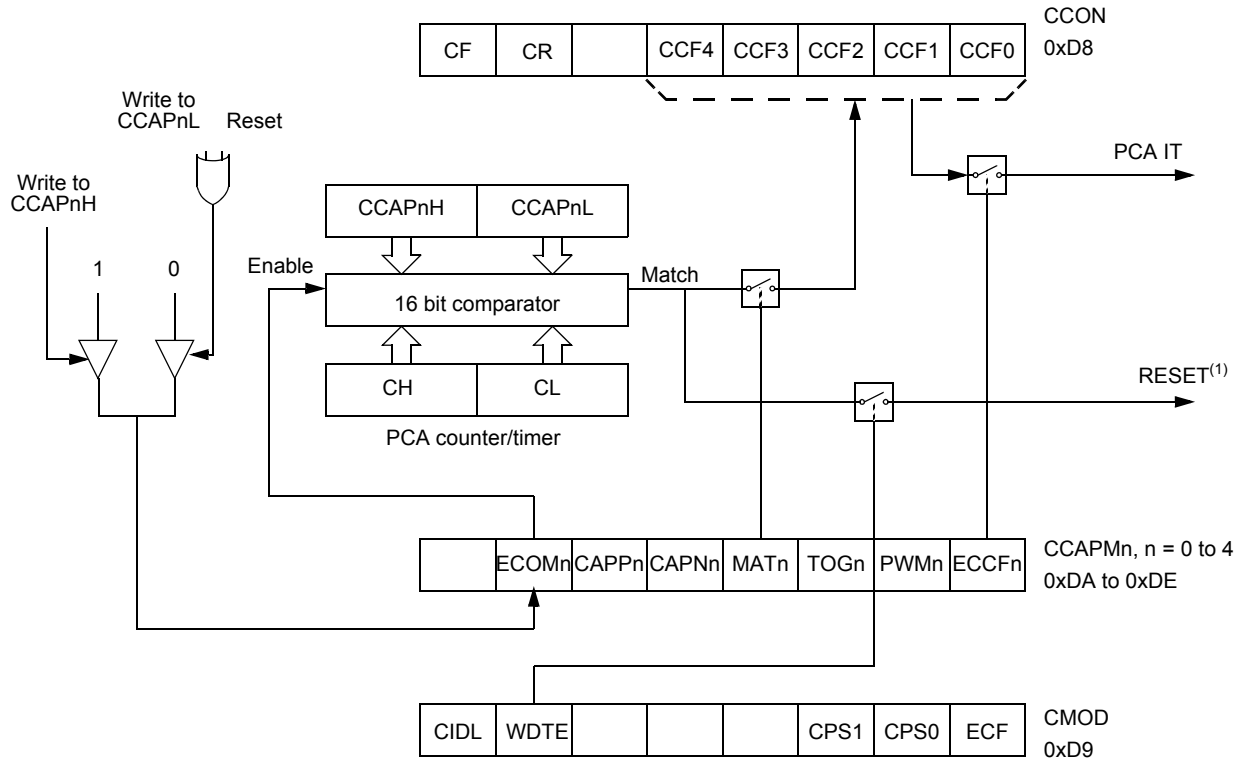 CF CR CCF4 CCF3 CCF2 CCF1 CCF0
CCON
0xD8
Write to
CCAPnL
Reset
Write to
CCAPnH
1
0
PCA IT
CCAPnH CCAPnL
Enable
16 bit comparator
Match
CH CL
PCA counter/timer
RESET(1)
ECOMn CAPPn CAPNn MATn TOGn PWMn ECCFn
CCAPMn, n = 0 to 4
0xDA to 0xDE
CIDL WDTE CPS1 CPS0 ECF
CMOD
0xD9